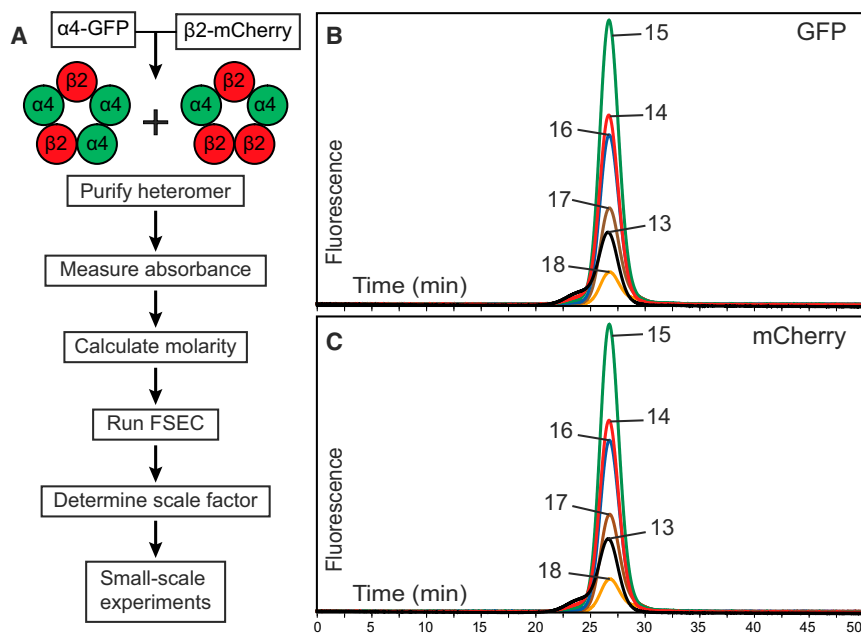 A
α4-GFP
β2-mCherry
β2
α4
α4
β2
α4
+
β2
α4
α4
β2
β2
Purify heteromer
Measure absorbance
Calculate molarity
Run FSEC
Determine scale factor
Small-scale
experiments
B
GFP
15
14
16
17
13
18
Fluorescence
Time (min)
C
mCherry
15
14
16
17
13
18
Fluorescence
Time (min)
0 5 10 15 20 25 30 35 40 45 50